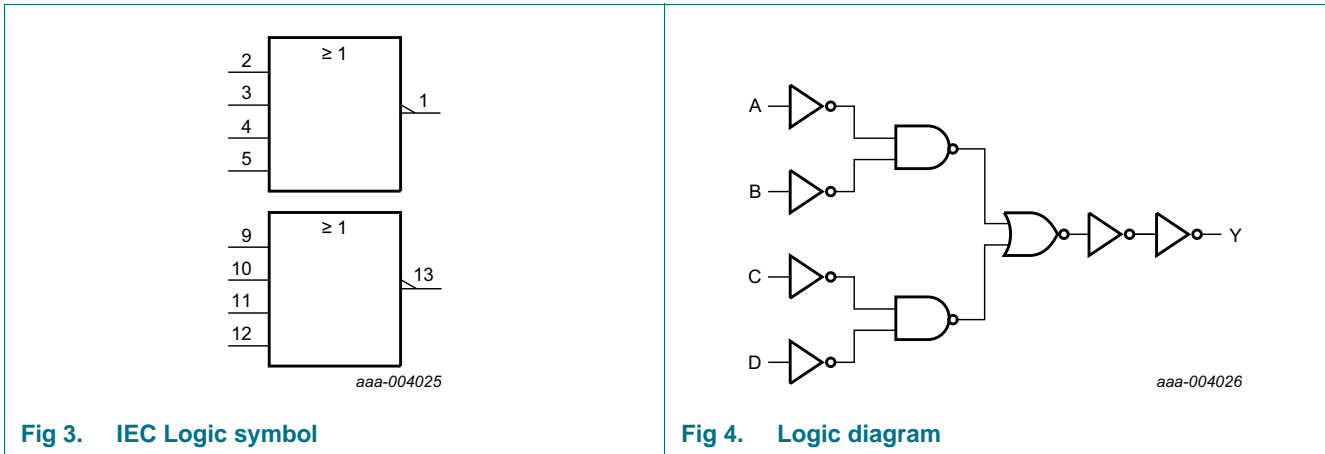 ≥ 1
2
3
4
5
1
≥ 1
9
10
11
12
13
aaa-004025
Fig 3. IEC Logic symbol
A
B
C
D
Y
aaa-004026
Fig 4. Logic diagram